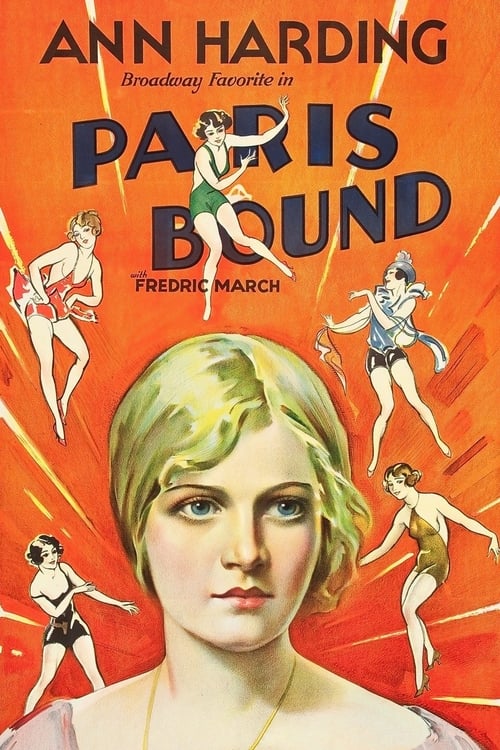 ANN HARDING
Broadway Favorite in
PARIS
BOUND
with
FREDRIC MARCH